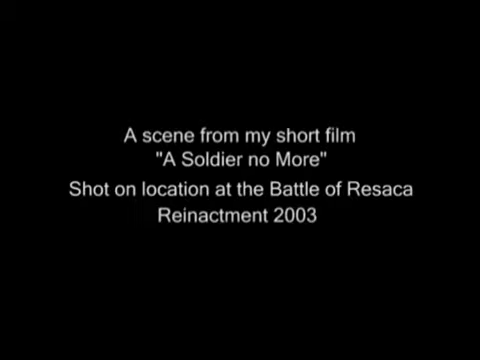 A scene from my short film
"A Soldier no More"
Shot on location at the Battle of Resaca
Reinactment 2003